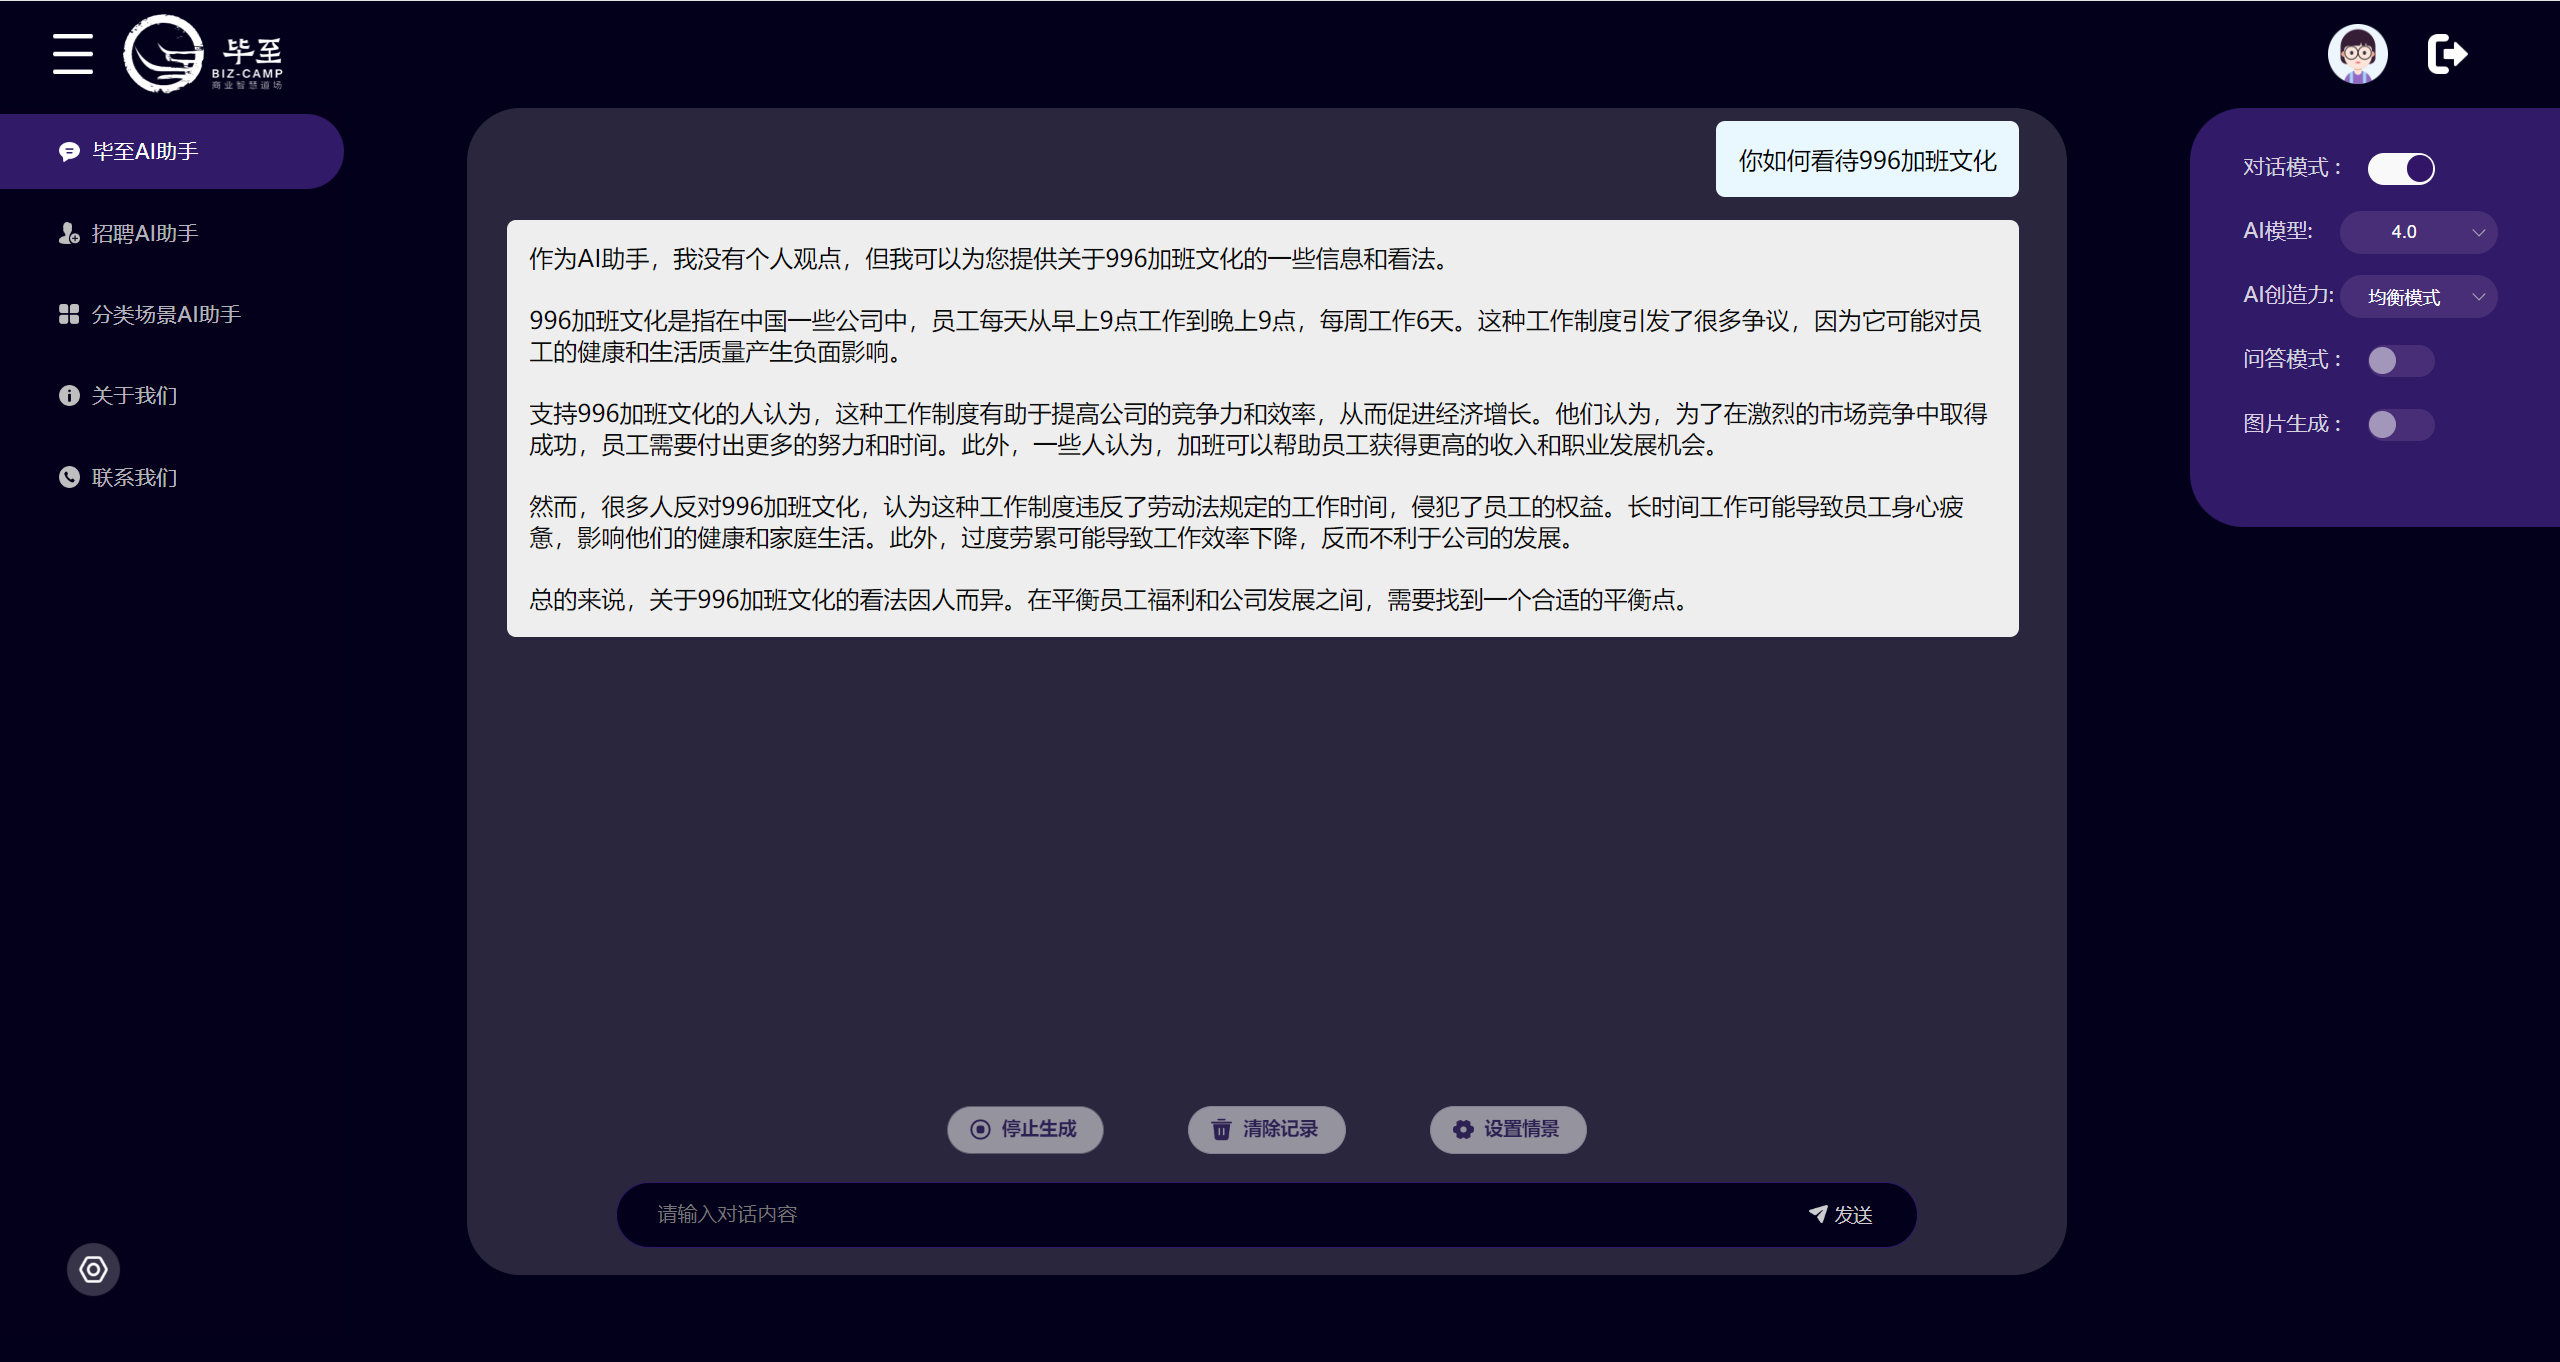 毕至
BIZ-CAMP
商业智慧道场
毕至AI助手
招聘AI助手
分类场景AI助手
关于我们
联系我们
你如何看待996加班文化
作为AI助手，我没有个人观点，但我可以为您提供关于996加班文化的一些信息和看法。
996加班文化是指在中国一些公司中，员工每天从早上9点工作到晚上9点，每周工作6天。这种工作制度引发了很多争议，因为它可能对员
工的健康和生活质量产生负面影响。
支持996加班文化的人认为，这种工作制度有助于提高公司的竞争力和效率，从而促进经济增长。他们认为，为了在激烈的市场竞争中取得
成功，员工需要付出更多的努力和时间。此外，一些人认为，加班可以帮助员工获得更高的收入和职业发展机会。
然而，很多人反对996加班文化，认为这种工作制度违反了劳动法规定的工作时间，侵犯了员工的权益。长时间工作可能导致员工身心疲
惫，影响他们的健康和家庭生活。此外，过度劳累可能导致工作效率下降，反而不利于公司的发展。
总的来说，关于996加班文化的看法因人而异。在平衡员工福利和公司发展之间，需要找到一个合适的平衡点。
停止生成
清除记录
设置情景
请输入对话内容
发送
对话模式：
AI模型: 4.0
AI创造力: 均衡模式
问答模式：
图片生成：